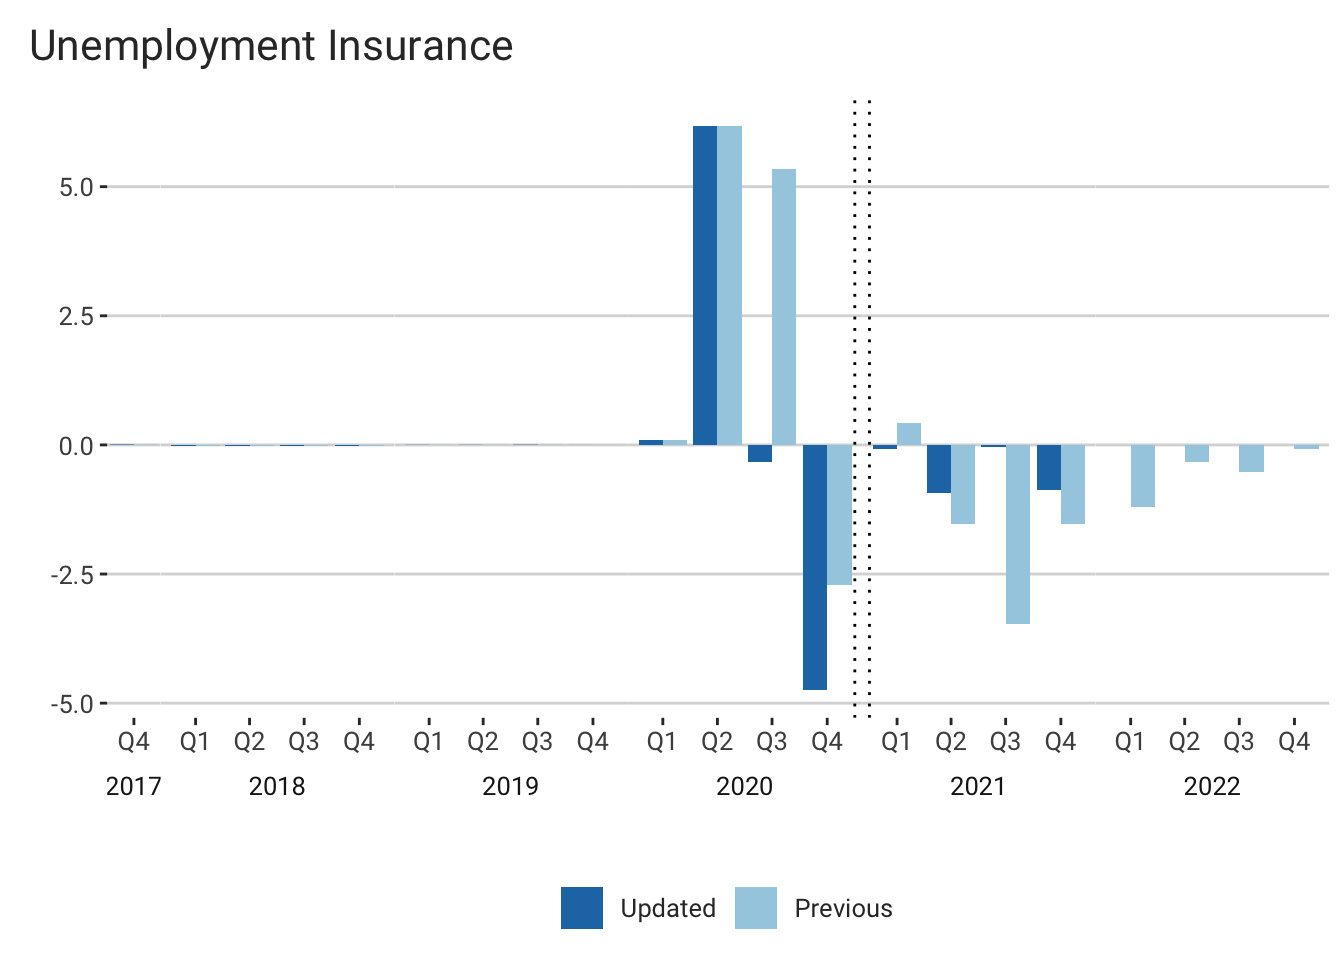 Unemployment Insurance
5.0
2.5
0.0
-2.5
-5.0
Q4 Q1 Q2 Q3 Q4 Q1 Q2 Q3 Q4 Q1 Q2 Q3 Q4 Q1 Q2 Q3 Q4 Q1 Q2 Q3 Q4
2017 2018 2019 2020 2021 2022
Updated Previous